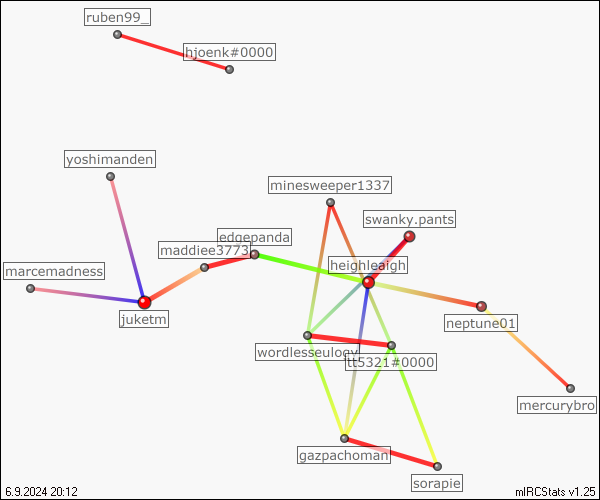 ruben99_
hjoenk#0000
yoshimanden
minesweeper1337
swanky.pants
edgepanda
maddiee3773
heighleaigh
marcemadness
juketm
neptune01
wordlesseulogy
tt5321#0000
mercurybro
gazpachoman
sorapie
6.9.2024 20:12
mIRCStats v1.25